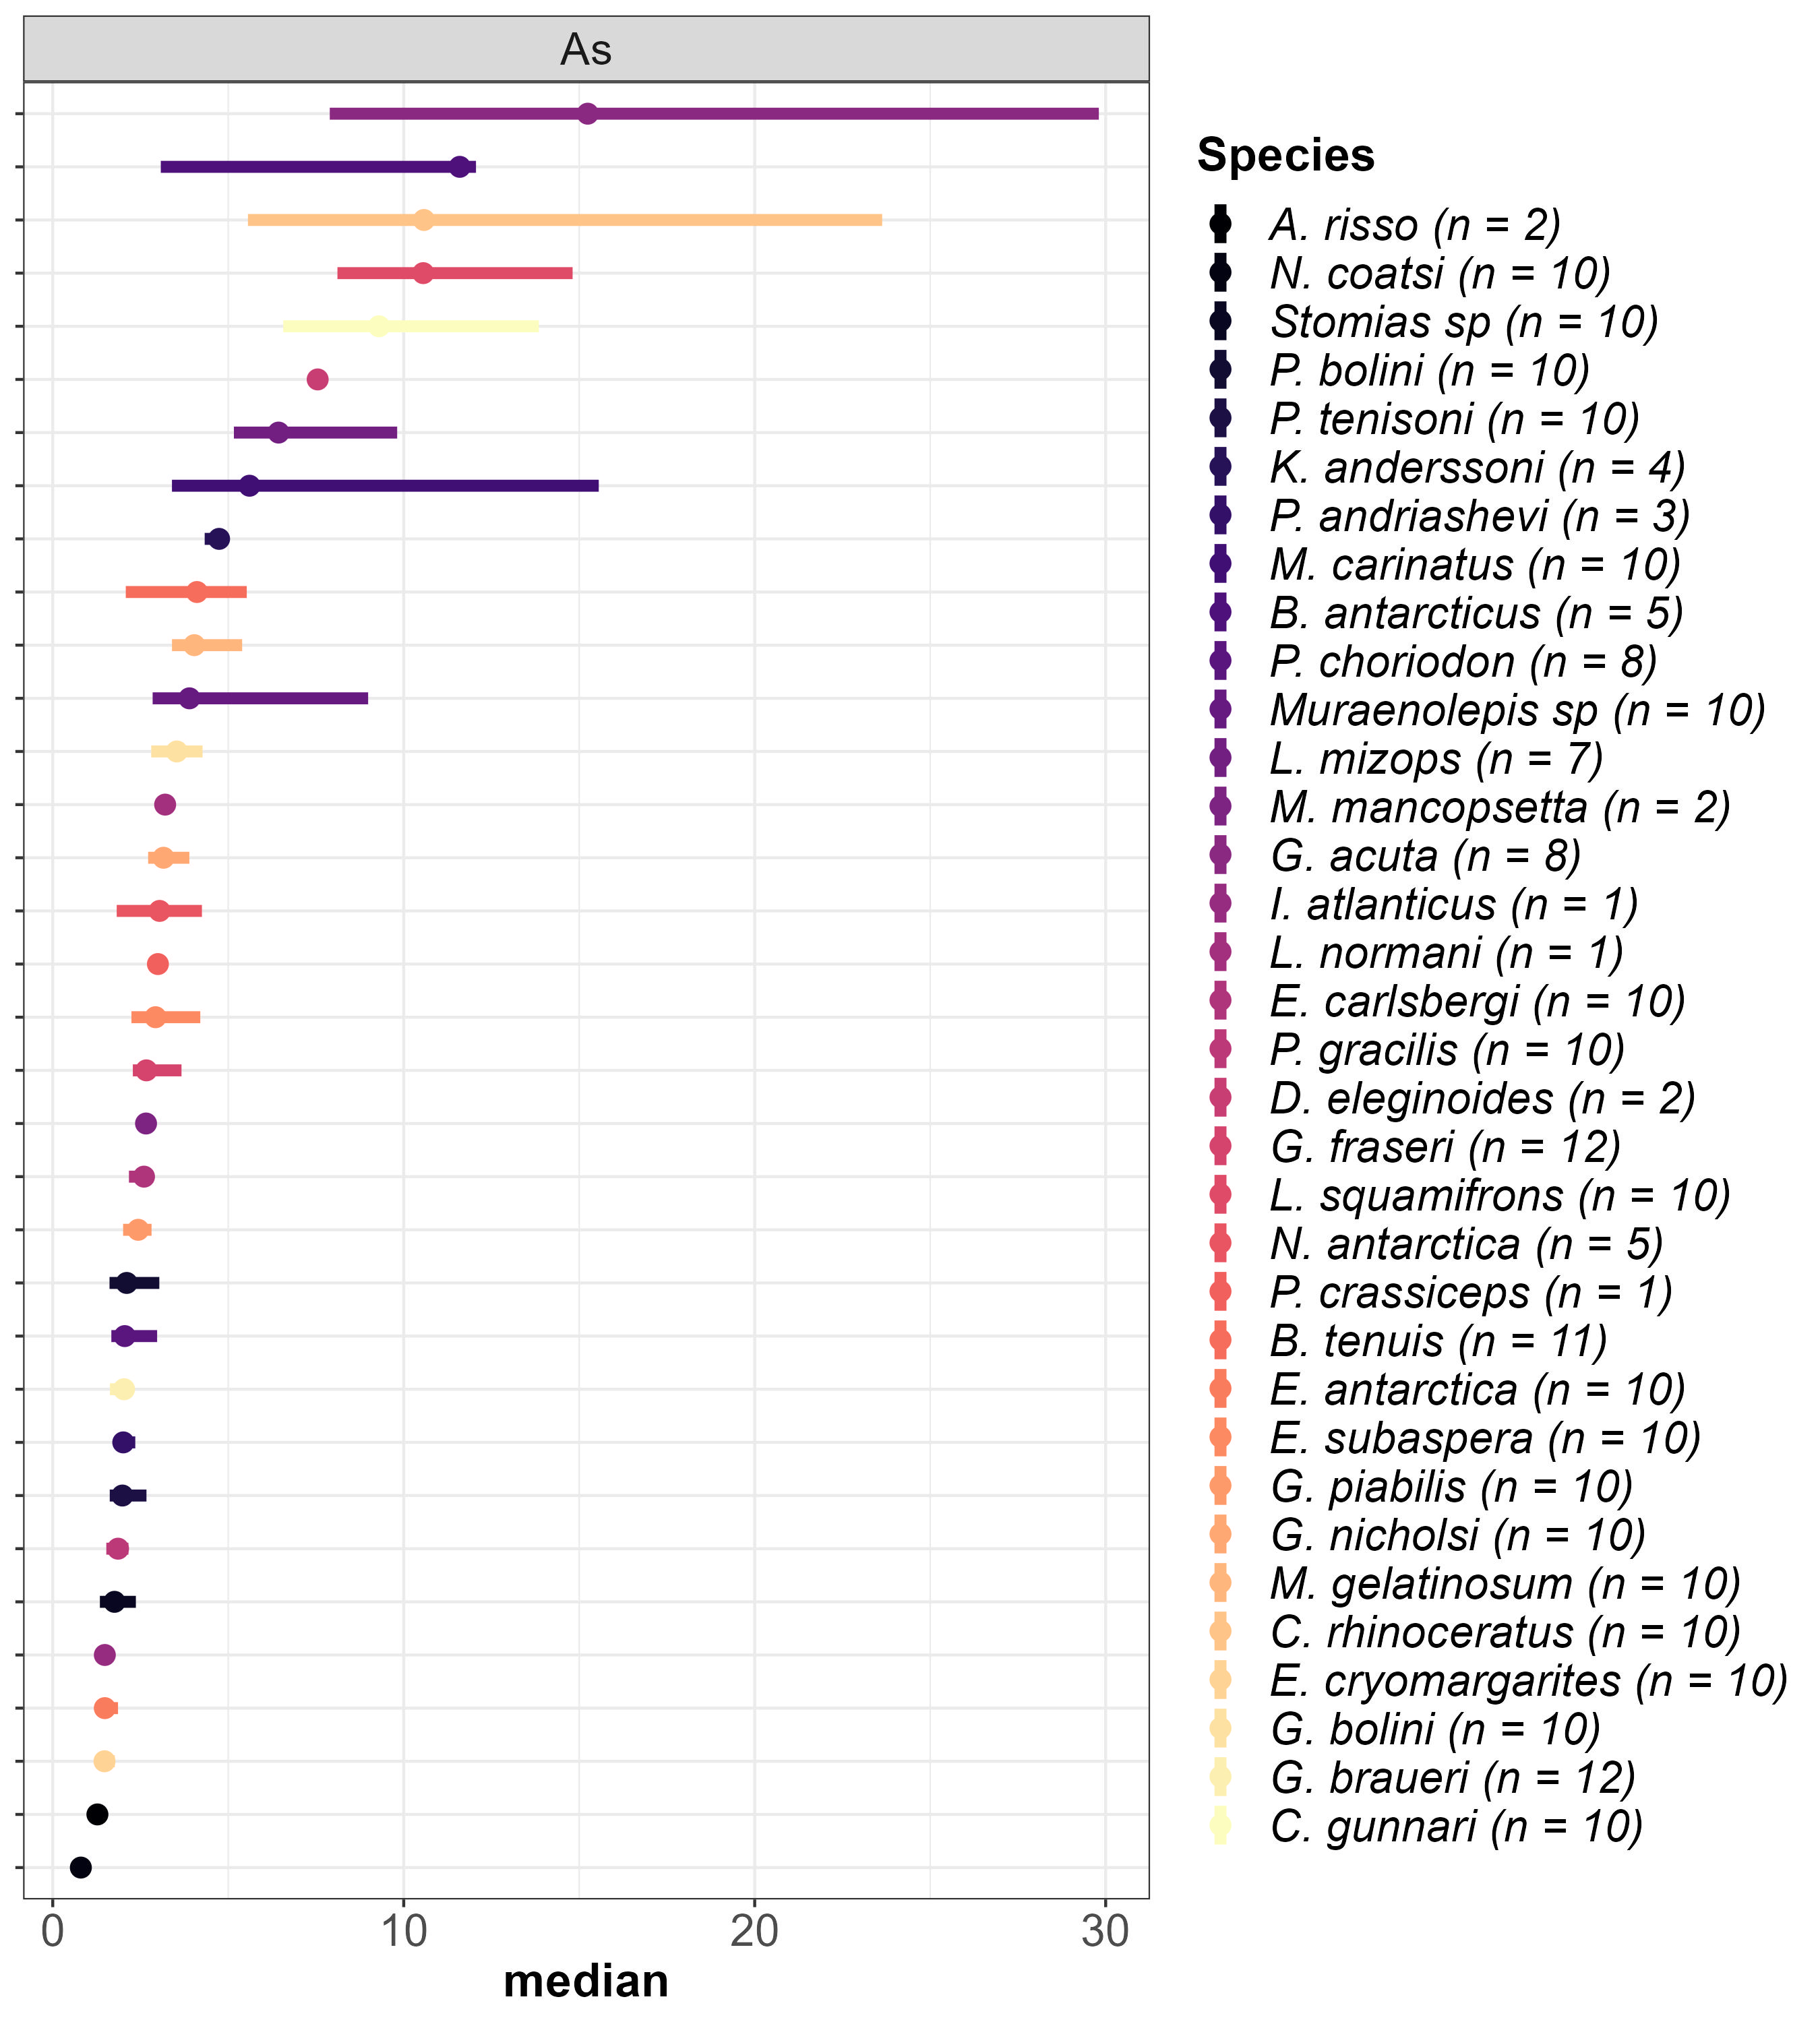 As
Species
A. risso (n = 2)
N. coatsi (n = 10)
Stomias sp (n = 10)
P. bolini (n = 10)
P. tenisoni (n = 10)
K. anderssoni (n = 4)
P. andriashevi (n = 3)
M. carinatus (n = 10)
B. antarcticus (n = 5)
P. choriodon (n = 8)
Muraenolepis sp (n = 10)
L. mizops (n = 7)
M. mancopsetta (n = 2)
G. acuta (n = 8)
I. atlanticus (n = 1)
L. normani (n = 1)
E. carlsbergi (n = 10)
P. gracilis (n = 10)
D. eleginoides (n = 2)
G. fraseri (n = 12)
L. squamifrons (n = 10)
N. antarctica (n = 5)
P. crassiceps (n = 1)
B. tenuis (n = 11)
E. antarctica (n = 10)
E. subaspera (n = 10)
G. piabilis (n = 10)
G. nicholsi (n = 10)
M. gelatinosum (n = 10)
C. rhinoceratus (n = 10)
E. cryomargarites (n = 10)
G. bolini (n = 10)
G. braueri (n = 12)
C. gunnari (n = 10)
0 10 20 30
median